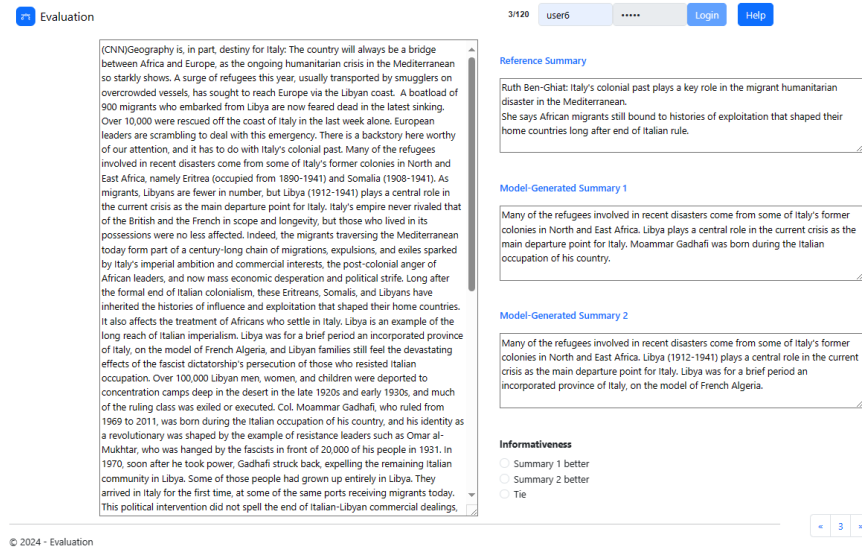 Evaluation
3/120
user6
•••••
Login
Help
(CNN)Geography is, in part, destiny for Italy: The country will always be a bridge
between Africa and Europe, as the ongoing humanitarian crisis in the Mediterranean
so starkly shows. A surge of refugees this year, usually transported by smugglers on
overcrowded vessels, has sought to reach Europe via the Libyan coast.  A boatload of
900 migrants who embarked from Libya are now feared dead in the latest sinking.
Over 10,000 were rescued off the coast of Italy in the last week alone. European
leaders are scrambling to deal with this emergency. There is a backstory here worthy
of our attention, and it has to do with Italy's colonial past. Many of the refugees
involved in recent disasters come from some of Italy's former colonies in North and
East Africa, namely Eritrea (occupied from 1890-1941) and Somalia (1908-1941). As
migrants, Libyans are fewer in number, but Libya (1912-1941) plays a central role in
the current crisis as the main departure point for Italy. Italy's empire never rivaled that
of the British and the French in scope and longevity, but those who lived in its
possessions were no less affected. Indeed, the migrants traversing the Mediterranean
today form part of a century-long chain of migrations, expulsions, and exiles sparked
by Italy's imperial ambition and commercial interests, the post-colonial anger of
African leaders, and now mass economic desperation and political strife. Long after
the formal end of Italian colonialism, these Eritreans, Somalis, and Libyans have
inherited the histories of influence and exploitation that shaped their home countries.
It also affects the treatment of Africans who settle in Italy. Libya is an example of the
long reach of Italian imperialism. Libya was for a brief period an incorporated province
of Italy, on the model of French Algeria, and Libyan families still feel the devastating
effects of the fascist dictatorship's persecution of those who resisted Italian
occupation. Over 100,000 Libyan men, women, and children were deported to
concentration camps deep in the desert in the late 1920s and early 1930s, and much
of the ruling class was exiled or executed. Col. Moammar Gadhafi, who ruled from
1969 to 2011, was born during the Italian occupation of his country, and his identity as
a revolutionary was shaped by the example of resistance leaders such as Omar al-
Mukhtar, who was hanged by the fascists in front of 20,000 of his people in 1931. In
1970, soon after he took power, Gadhafi struck back, expelling the remaining Italian
community in Libya. Some of those people had grown up entirely in Libya. They
arrived in Italy for the first time, at some of the same ports receiving migrants today.
This political intervention did not spell the end of Italian-Libyan commercial dealings,
Reference Summary
Ruth Ben-Ghiat: Italy's colonial past plays a key role in the migrant humanitarian
disaster in the Mediterranean.
She says African migrants still bound to histories of exploitation that shaped their
home countries long after end of Italian rule.
Model-Generated Summary 1
Many of the refugees involved in recent disasters come from some of Italy's former
colonies in North and East Africa. Libya plays a central role in the current crisis as the
main departure point for Italy. Moammar Gadhafi was born during the Italian
occupation of his country.
Model-Generated Summary 2
Many of the refugees involved in recent disasters come from some of Italy's former
colonies in North and East Africa. Libya (1912-1941) plays a central role in the current
crisis as the main departure point for Italy. Libya was for a brief period an
incorporated province of Italy, on the model of French Algeria.
Informativeness
Summary 1 better
Summary 2 better
Tie
« 3 »
© 2024 - Evaluation